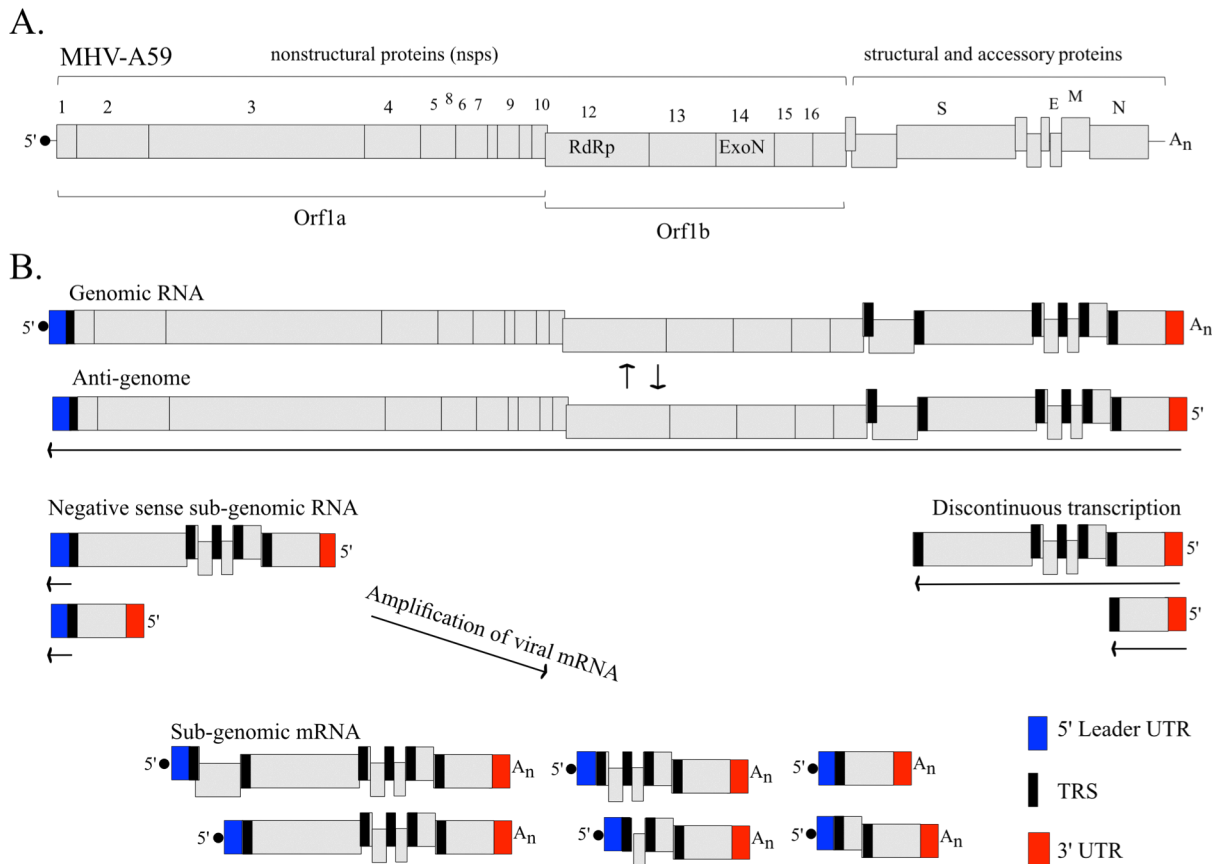 A.
MHV-A59
nonstructural proteins (nsps)
structural and accessory proteins
1 2 3 4 5 8 6 7 9 10 12 13 14 15 16 S E M N
5' RdRp ExoN An
Orf1a
Orf1b
B.
Genomic RNA
5' An
Anti-genome
5'
Negative sense sub-genomic RNA
Discontinuous transcription
5' 5'
5' 5'
Amplification of viral mRNA
Sub-genomic mRNA
5' An 5' An 5' An
5' An 5' An 5' An
5' Leader UTR
TRS
3' UTR